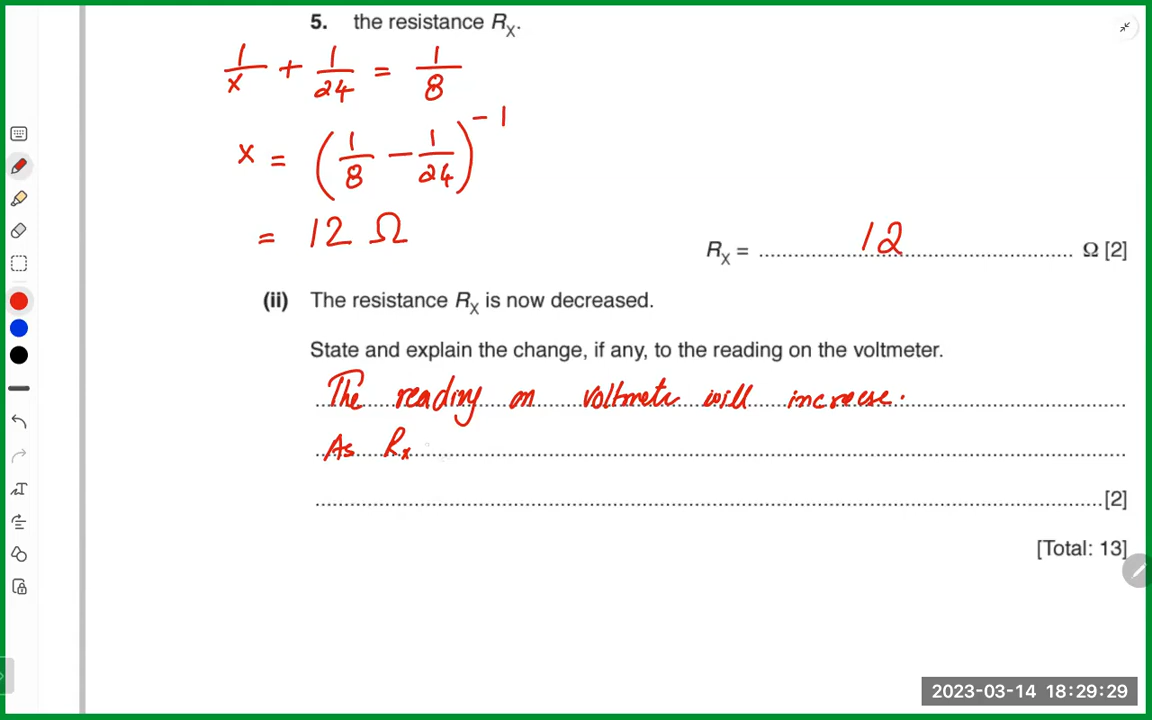 5. the resistance Rx.
1/x + 1/24 = 1/8
x = (1/8 − 1/24)^−1
= 12 Ω
Rx = ........ 12 ........ Ω [2]
(ii) The resistance Rx is now decreased.
State and explain the change, if any, to the reading on the voltmeter.
The reading on voltmetr will increase.
As Rx
[2]
[Total: 13]
2023-03-14 18:29:29